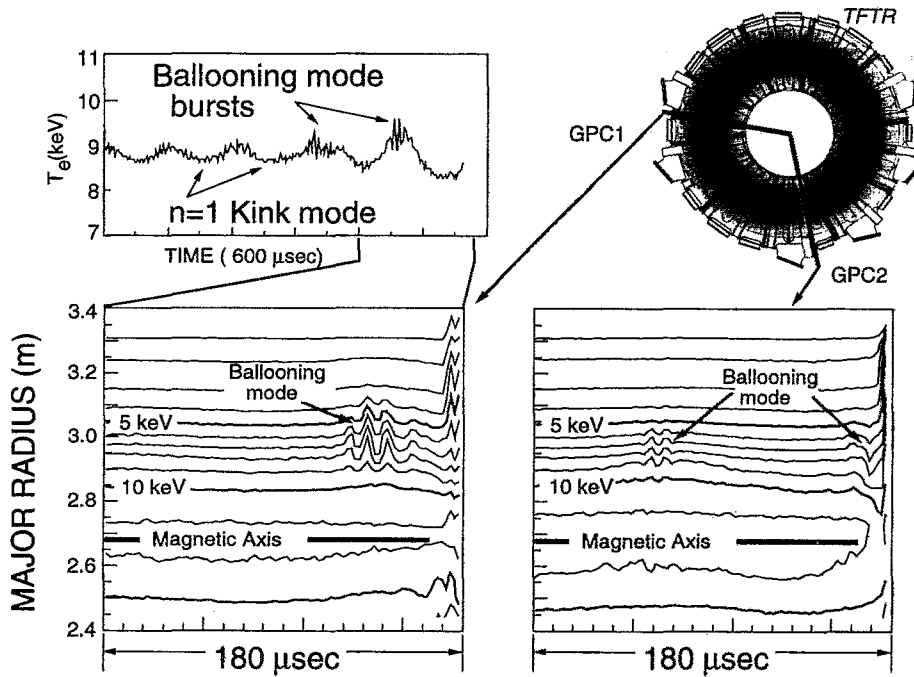 TFTR
11
10
9
8
7
Te(keV)
Ballooning mode
bursts
n=1 Kink mode
TIME ( 600 μsec)
GPC1
GPC2
MAJOR RADIUS (m)
3.4
3.2
3.0
2.8
2.6
2.4
Ballooning
mode
5 keV
10 keV
Magnetic Axis
180 μsec
Ballooning
mode
5 keV
10 keV
Magnetic Axis
180 μsec